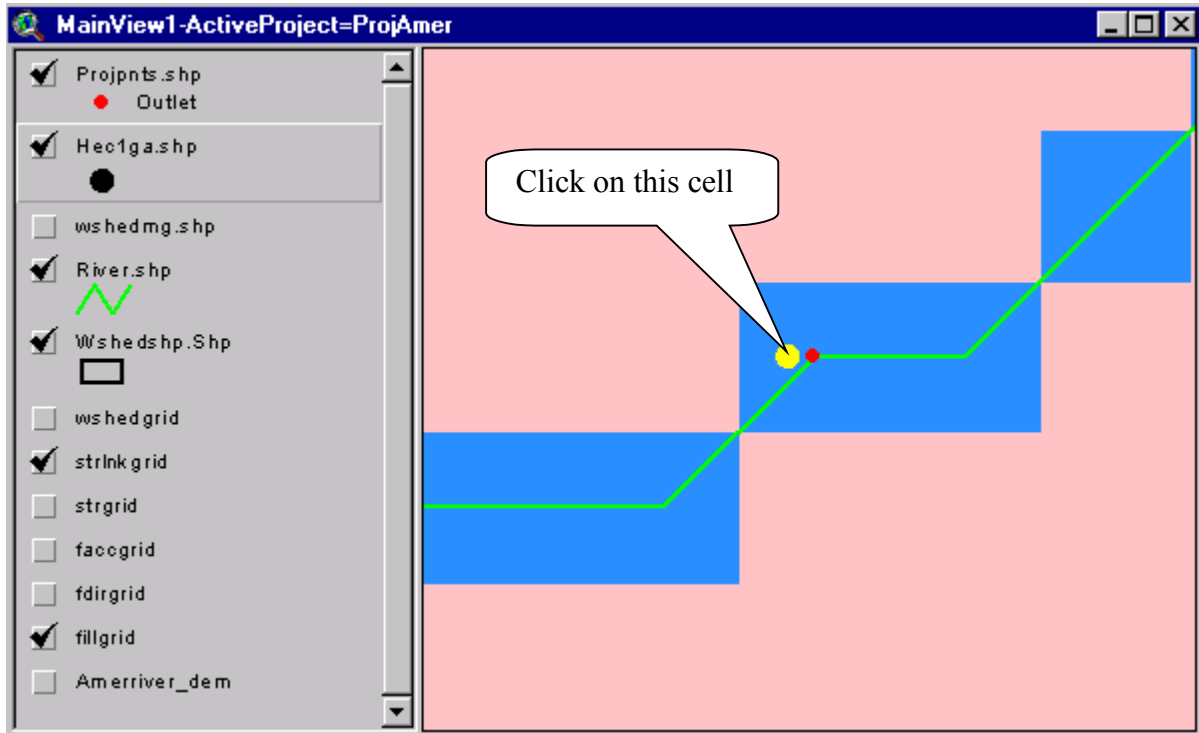 MainView1-ActiveProject=ProjAmer
Projpnts.shp
Outlet
Hec1ga.shp
wshedmg.shp
River.shp
Wshedshp.Shp
wshedgrid
strlnkgrid
strgrid
faccgrid
fdirgrid
fillgrid
Amerriver_dem
Click on this cell